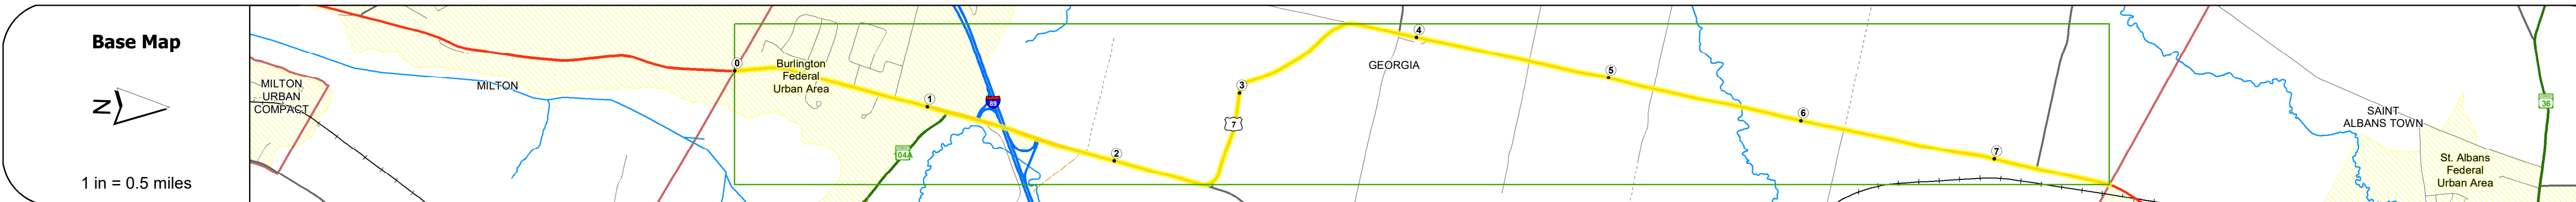 Base Map
N
1 in = 0.5 miles
MILTON
URBAN
COMPACT
MILTON
0
Burlington
Federal
Urban Area
1
89
04A
2
3
7
GEORGIA
4
5
6
7
SAINT
ALBANS TOWN
St. Albans
Federal
Urban Area
36